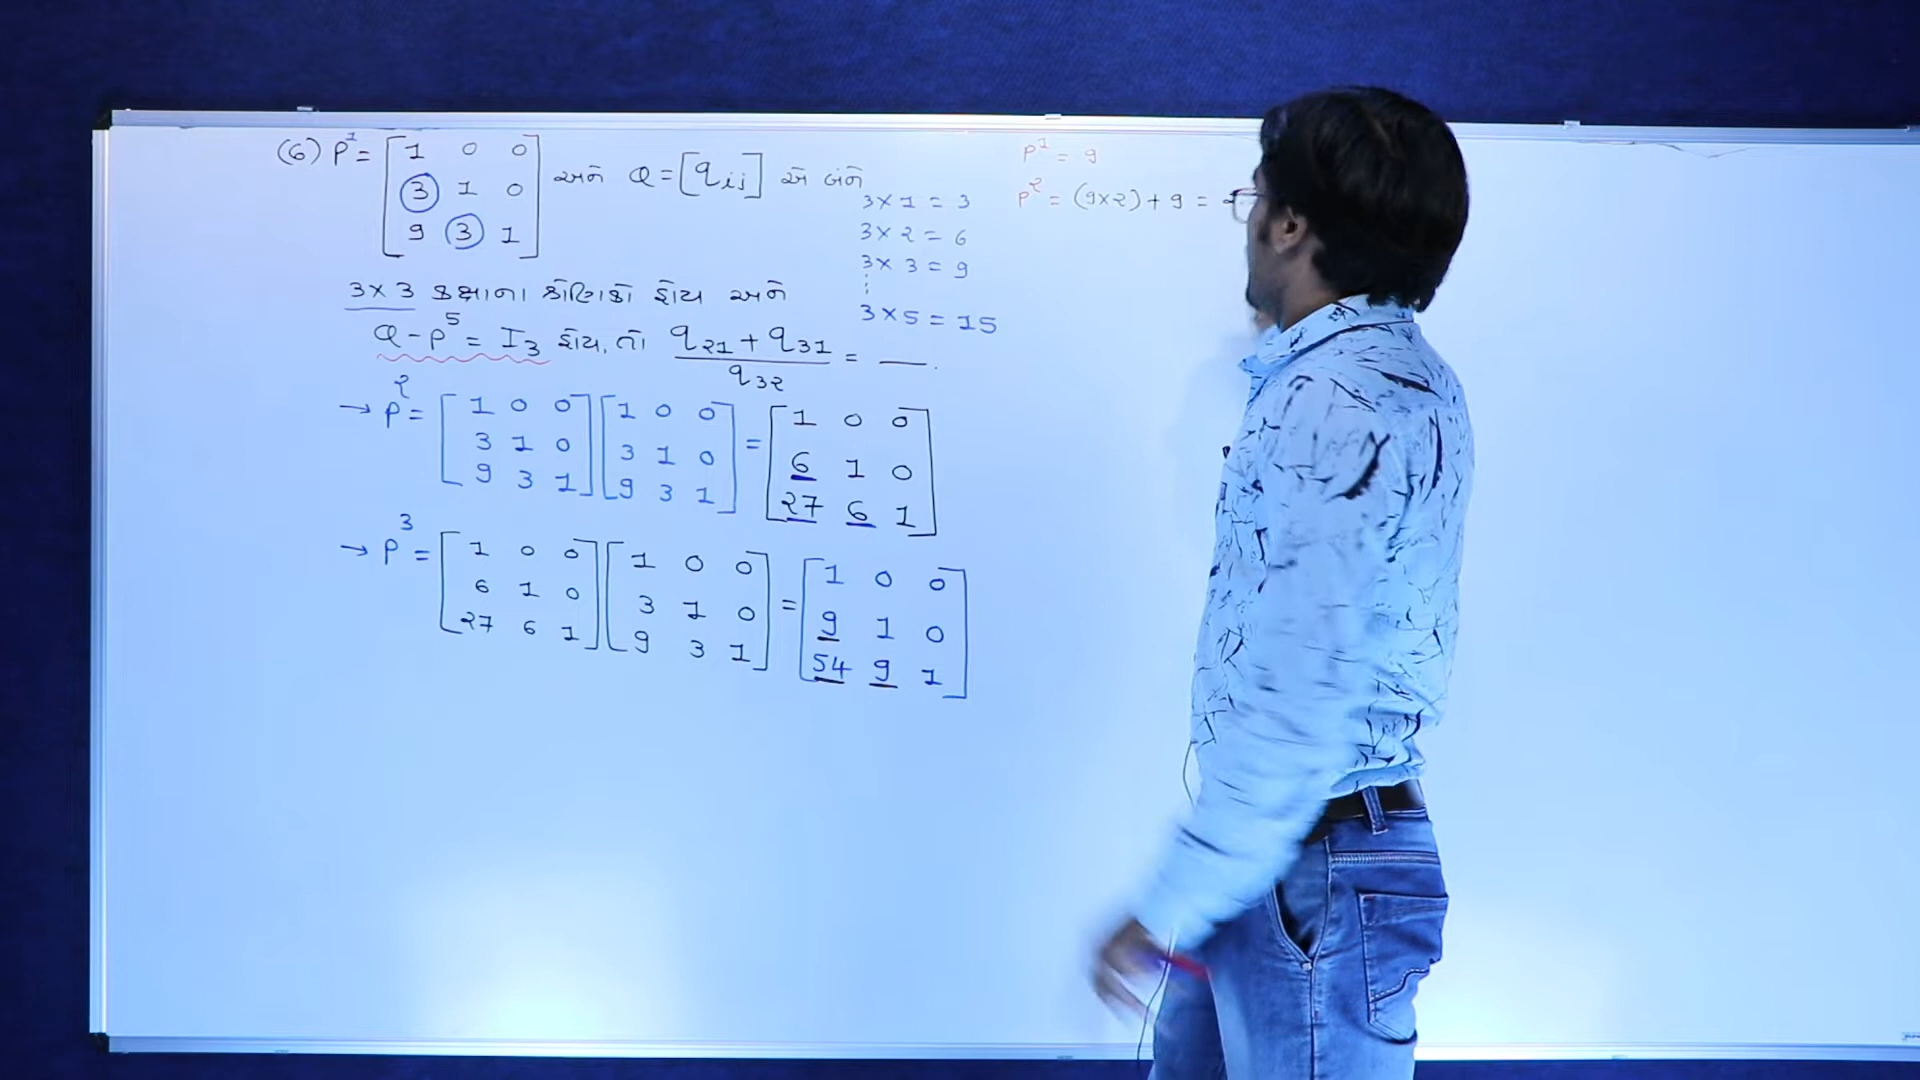 (6) P¹ = [ 1 0 0
3 1 0
9 3 1 ] અને Q = [qij] એ બંને
3×3 કક્ષાના શ્રેણિકો હોય અને
Q - P⁵ = I₃ હોય, તો q₂₁ + q₃₁ / q₃₂ = ___ .
→ P² = [ 1 0 0 ] [ 1 0 0 ] = [ 1 0 0 ]
[ 3 1 0 ] [ 3 1 0 ] [ 6 1 0 ]
[ 9 3 1 ] [ 9 3 1 ] [ 27 6 1 ]
→ P³ = [ 1 0 0 ] [ 1 0 0 ] = [ 1 0 0 ]
[ 6 1 0 ] [ 3 1 0 ] [ 9 1 0 ]
[ 27 6 1 ] [ 9 3 1 ] [ 54 9 1 ]
3 × 1 = 3
3 × 2 = 6
3 × 3 = 9
⋮
3 × 5 = 15
P¹ = 9
P² = (9×2) + 9 =